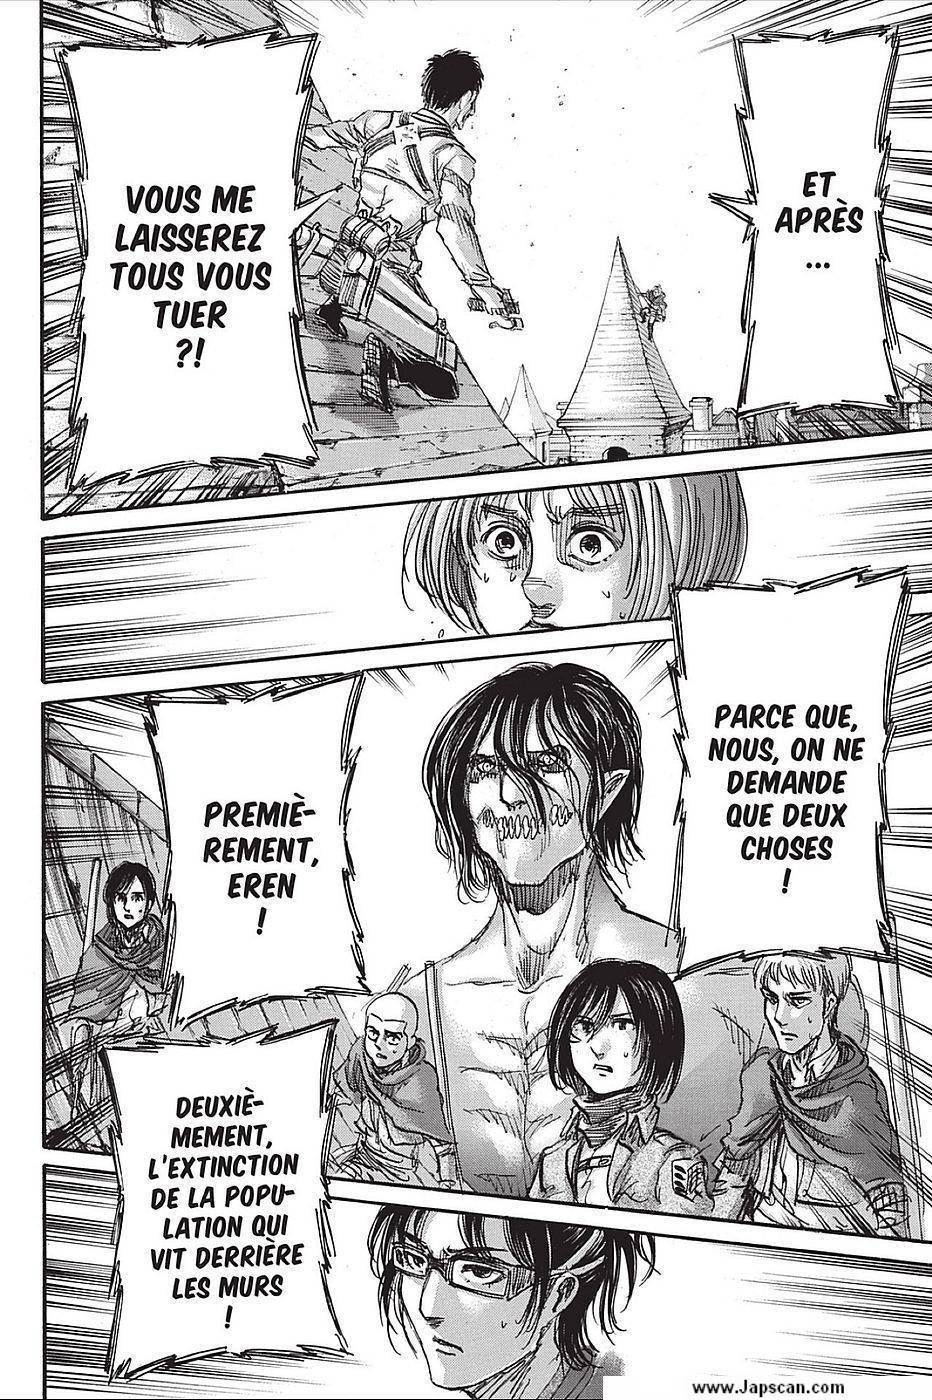 ET
APRÈS
...
VOUS ME
LAISSEREZ
TOUS VOUS
TUER
?!
PARCE QUE,
NOUS, ON NE
DEMANDE
QUE DEUX
CHOSES
!
PREMIÈ-
REMENT,
EREN
!
DEUXIÈ-
MEMENT,
L'EXTINCTION
DE LA POPU-
LATION QUI
VIT DERRIÈRE
LES MURS
!
www.Japscan.com